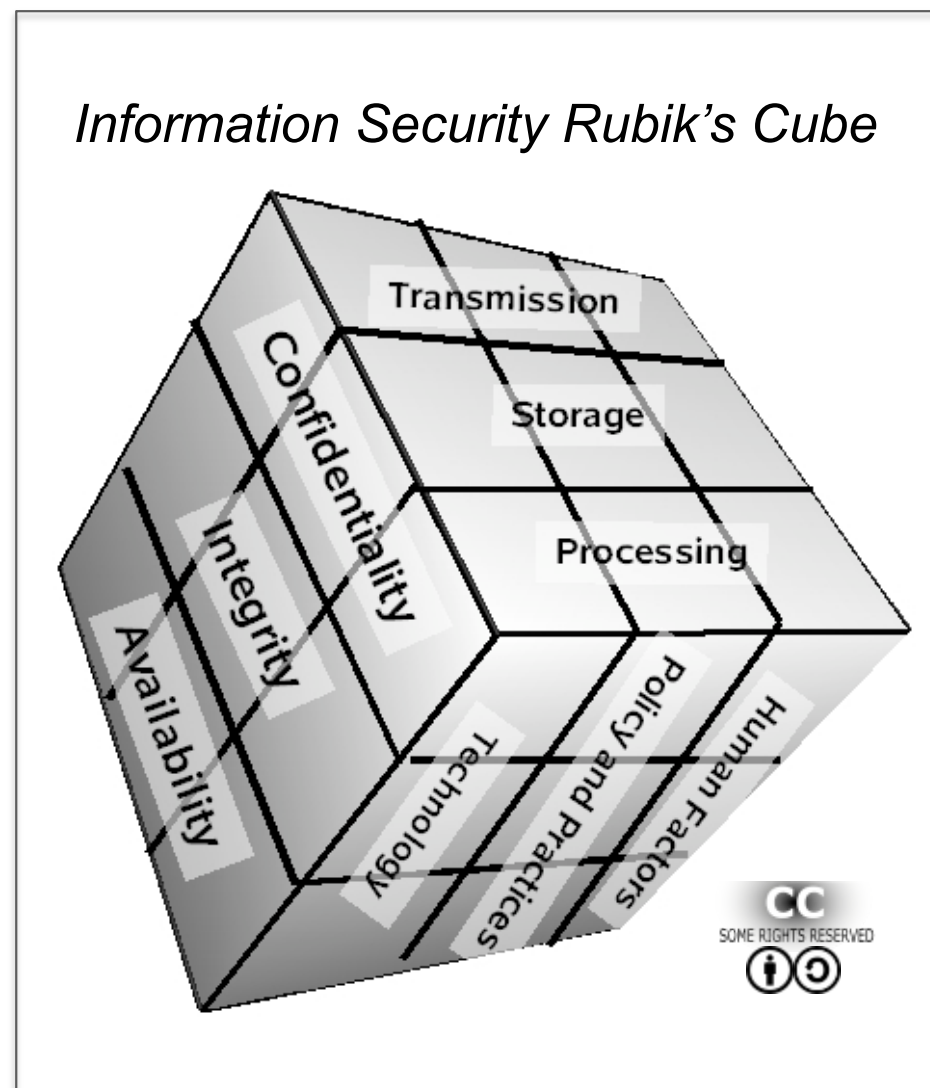 Information Security Rubik's Cube
Transmission
Storage
Processing
Confidentiality
Integrity
Availability
Technology
Policy and Practices
Human Factors
CC
SOME RIGHTS RESERVED